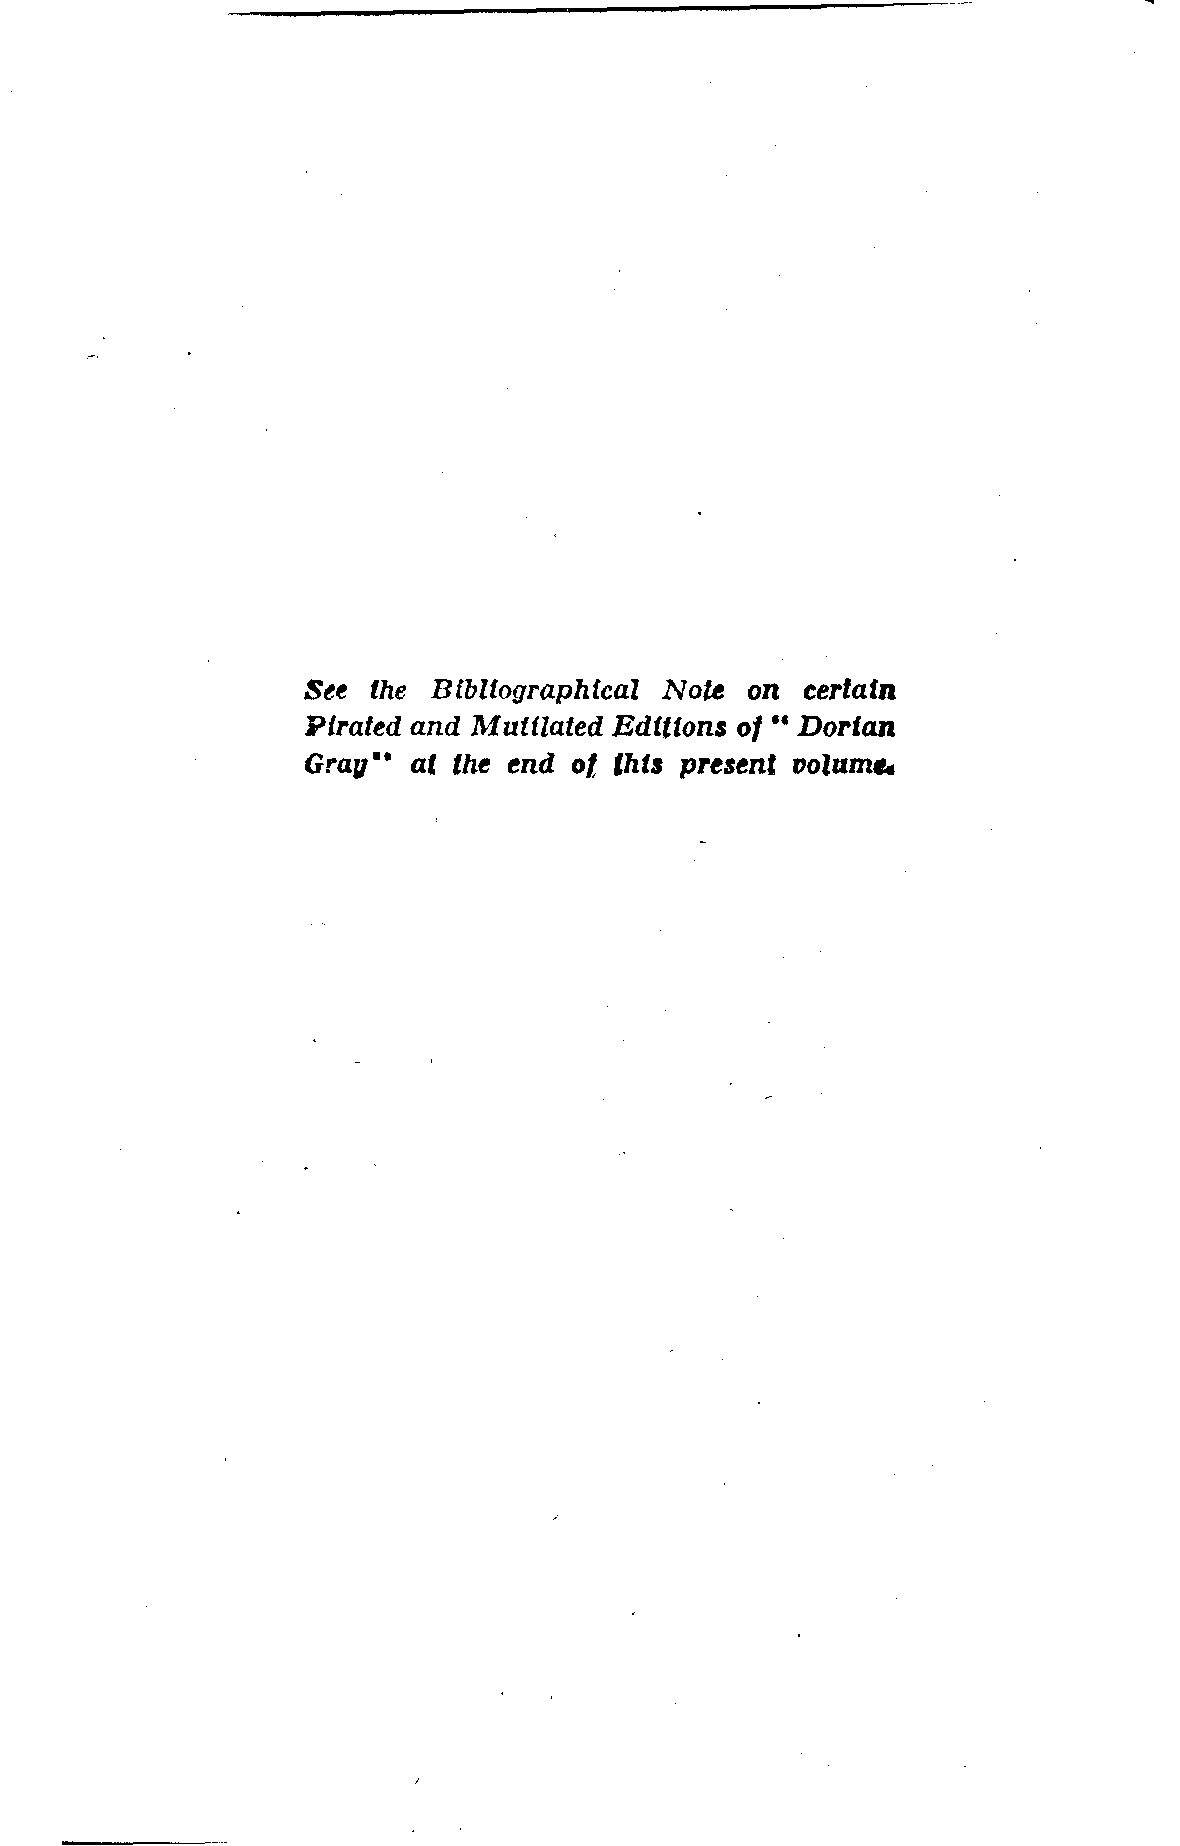 See the Bibliographical Note on certain
Pirated and Mutilated Editions of “ Dorian
Gray” at the end of this present volume.